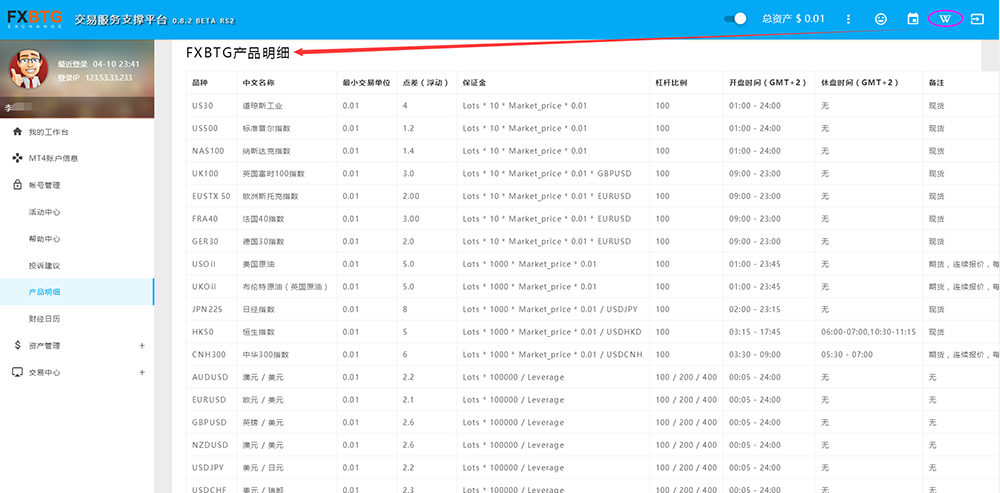 FXBTG 交易服务支撑平台 0.8.2 BETA RS2 总资产 $ 0.01 W
EXCHANGE
最近登录 04-10 23:41
登录IP 123.53.33.233
李
我的工作台
MT4账户信息
帐号管理
活动中心
帮助中心
投诉建议
产品明细
财经日历
资产管理 +
交易中心 +
FXBTG产品明细
品种 中文名称 最小交易单位 点差（浮动） 保证金 杠杆比例 开盘时间（GMT+2） 休盘时间（GMT+2） 备注
US30 道琼斯工业 0.01 4 Lots * 10 * Market_price * 0.01 100 01:00 - 24:00 无 现货
US500 标准普尔指数 0.01 1.2 Lots * 10 * Market_price * 0.01 100 01:00 - 24:00 无 现货
NAS100 纳斯达克指数 0.01 1.4 Lots * 10 * Market_price * 0.01 100 01:00 - 24:00 无 现货
UK100 英国富时100指数 0.01 3.0 Lots * 10 * Market_price * 0.01 * GBPUSD 100 09:00 - 23:00 无 现货
EUSTX 50 欧洲斯托克指数 0.01 2.00 Lots * 10 * Market_price * 0.01 * EURUSD 100 09:00 - 23:00 无 现货
FRA40 法国40指数 0.01 3.00 Lots * 10 * Market_price * 0.01 * EURUSD 100 09:00 - 23:00 无 现货
GER30 德国30指数 0.01 2.0 Lots * 10 * Market_price * 0.01 * EURUSD 100 09:00 - 23:00 无 现货
USOil 美国原油 0.01 5.0 Lots * 1000 * Market_price * 0.01 100 01:00 - 23:45 无 期货，连续报价，每
UKOil 布伦特原油（英国原油） 0.01 5.0 Lots * 1000 * Market_price * 0.01 100 01:00 - 23:45 无 期货，连续报价，每
JPN225 日经指数 0.01 8 Lots * 1000 * Market_price * 0.01 / USDJPY 100 02:00 - 23:15 无 现货
HK50 恒生指数 0.01 5 Lots * 1000 * Market_price * 0.01 / USDHKD 100 03:15 - 17:45 06:00-07:00,10:30-11:15 现货
CNH300 中华300指数 0.01 6 Lots * 1000 * Market_price * 0.01 / USDCNH 100 03:30 - 09:00 05:30 - 07:00 期货，连续报价，每
AUDUSD 澳元 / 美元 0.01 2.2 Lots * 100000 / Leverage 100 / 200 / 400 00:05 - 24:00 无 无
EURUSD 欧元 / 美元 0.01 2.1 Lots * 100000 / Leverage 100 / 200 / 400 00:05 - 24:00 无 无
GBPUSD 英镑 / 美元 0.01 2.6 Lots * 100000 / Leverage 100 / 200 / 400 00:05 - 24:00 无 无
NZDUSD 澳元 / 美元 0.01 2.6 Lots * 100000 / Leverage 100 / 200 / 400 00:05 - 24:00 无 无
USDJPY 美元 / 日元 0.01 2.2 Lots * 100000 / Leverage 100 / 200 / 400 00:05 - 24:00 无 无
USDCHF 美元 / 瑞郎 0.01 2.3 Lots * 100000 / Leverage 100 / 200 / 400 00:05 - 24:00 无 无